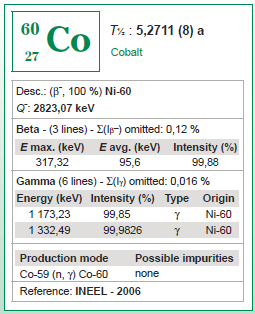 60
27
Co
T½ : 5,2711 (8) a
Cobalt
Desc.: (β⁻, 100 %) Ni-60
Q⁻: 2823,07 keV
Beta - (3 lines) - Σ(Iβ−) omitted: 0,12 %
E max. (keV) E avg. (keV) Intensity (%)
317,32 95,6 99,88
Gamma (6 lines) - Σ(Iγ) omitted: 0,016 %
Energy (keV) Intensity (%) Type Origin
1 173,23 99,85 γ Ni-60
1 332,49 99,9826 γ Ni-60
Production mode Possible impurities
Co-59 (n, γ) Co-60 none
Reference: INEEL - 2006